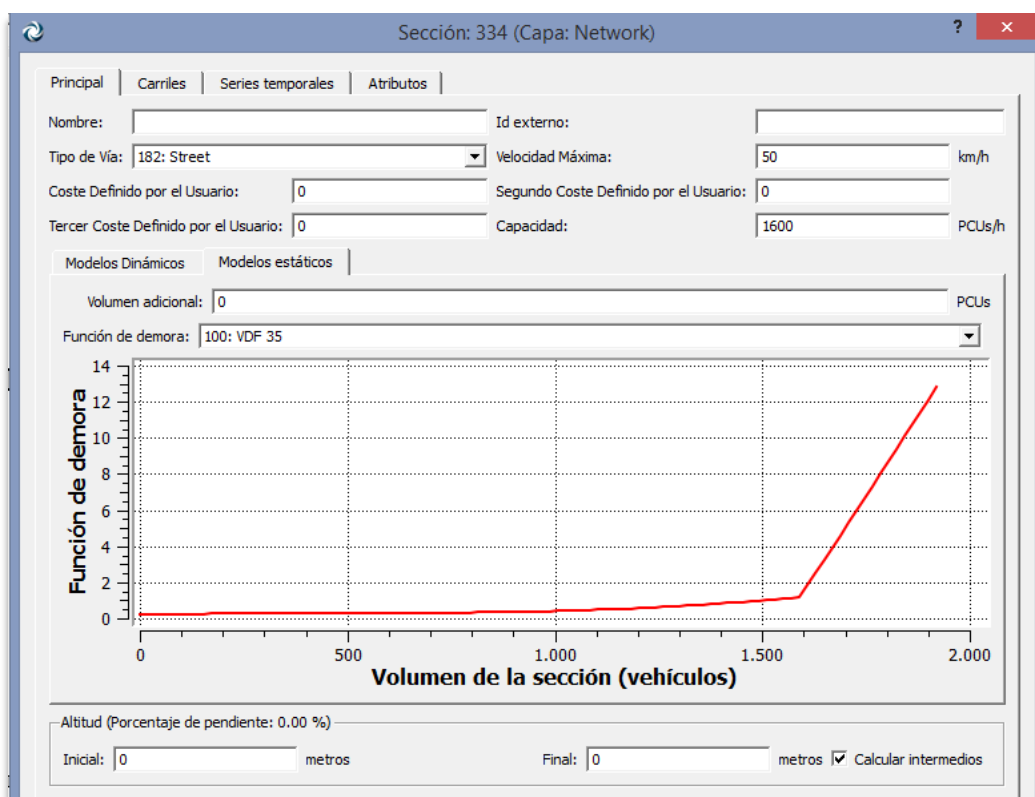 Sección: 334 (Capa: Network)
? ×
Principal Carriles Series temporales Atributos
Nombre: Id externo:
Tipo de Vía: 182: Street Velocidad Máxima: 50 km/h
Coste Definido por el Usuario: 0 Segundo Coste Definido por el Usuario: 0
Tercer Coste Definido por el Usuario: 0 Capacidad: 1600 PCUs/h
Modelos Dinámicos Modelos estáticos
Volumen adicional: 0 PCUs
Función de demora: 100: VDF 35
Función de demora
14
12
10
8
6
4
2
0
0 500 1.000 1.500 2.000
Volumen de la sección (vehículos)
Altitud (Porcentaje de pendiente: 0.00 %)
Inicial: 0 metros Final: 0 metros Calcular intermedios